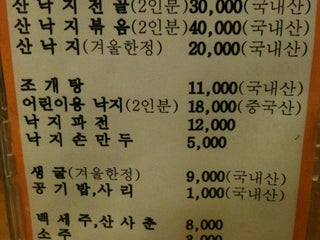 산낙지전골(2인분)30,000(국내산)
산낙지볶음(2인분)40,000(국내산)
산낙지(겨울한정) 20,000(국내산)
조개탕 11,000(국내산)
어린이용 낙지(2인분)18,000(중국산)
낙지파전 12,000
낙지손만두 5,000
생굴(겨울한정) 9,000(국내산)
공기밥,사리 1,000(국내산)
백세주,산사춘 8,000
소주 3,000